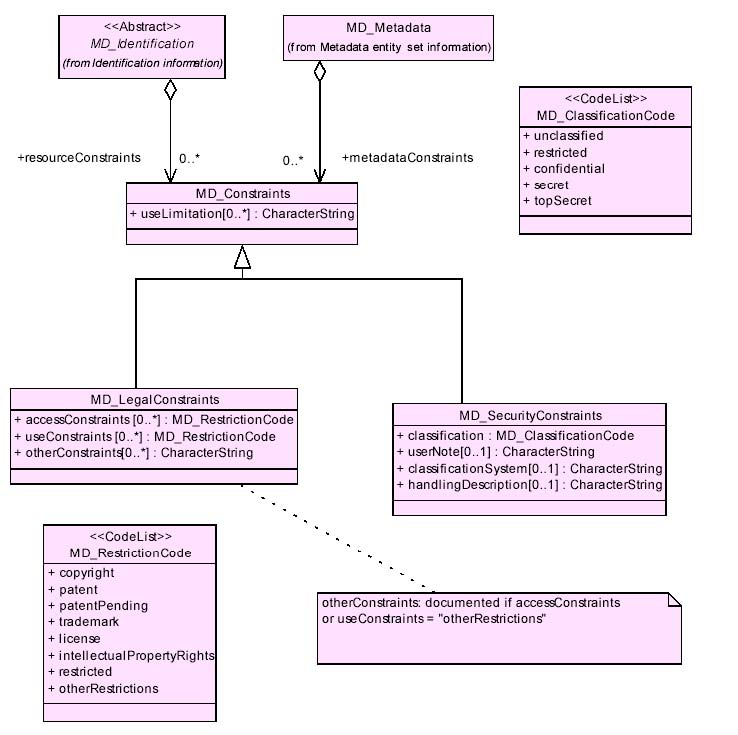 <<Abstract>>
MD_Identification
(from Identification information)
MD_Metadata
(from Metadata entity set information)
<<CodeList>>
MD_ClassificationCode
+ unclassified
+ restricted
+ confidential
+ secret
+ topSecret
+resourceConstraints
0..*
0..*
+metadataConstraints
MD_Constraints
+ useLimitation[0..*] : CharacterString
MD_LegalConstraints
+ accessConstraints [0..*] : MD_RestrictionCode
+ useConstraints [0..*] : MD_RestrictionCode
+ otherConstraints[0..*] : CharacterString
MD_SecurityConstraints
+ classification : MD_ClassificationCode
+ userNote[0..1] : CharacterString
+ classificationSystem[0..1] : CharacterString
+ handlingDescription[0..1] : CharacterString
<<CodeList>>
MD_RestrictionCode
+ copyright
+ patent
+ patentPending
+ trademark
+ license
+ intellectualPropertyRights
+ restricted
+ otherRestrictions
otherConstraints: documented if accessConstraints
or useConstraints = "otherRestrictions"